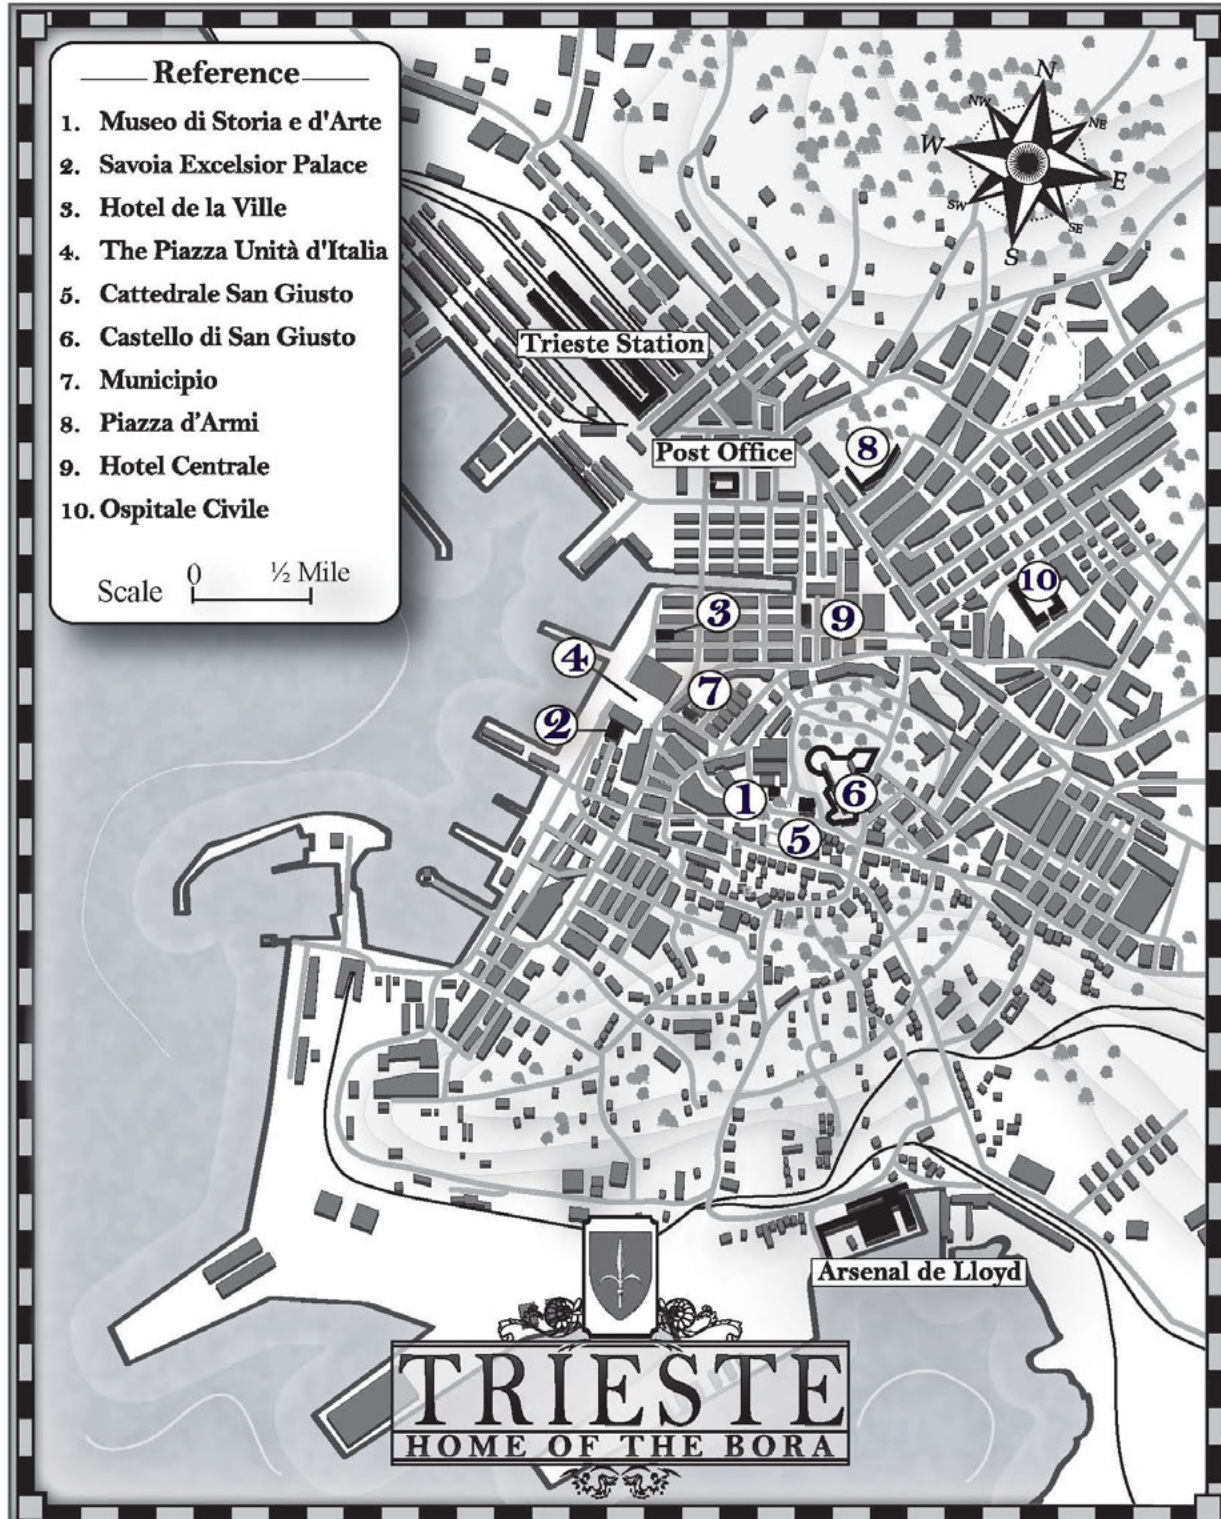 Reference
1. Museo di Storia e d'Arte
2. Savoia Excelsior Palace
3. Hotel de la Ville
4. The Piazza Unità d'Italia
5. Cattedrale San Giusto
6. Castello di San Giusto
7. Municipio
8. Piazza d’Armi
9. Hotel Centrale
10. Ospitale Civile
Scale 0 ½ Mile
N
NW NE
W E
SW SE
S
Trieste Station
Post Office
8
10
3
9
4
7
2
1
6
5
Arsenal de Lloyd
TRIESTE
HOME OF THE BORA